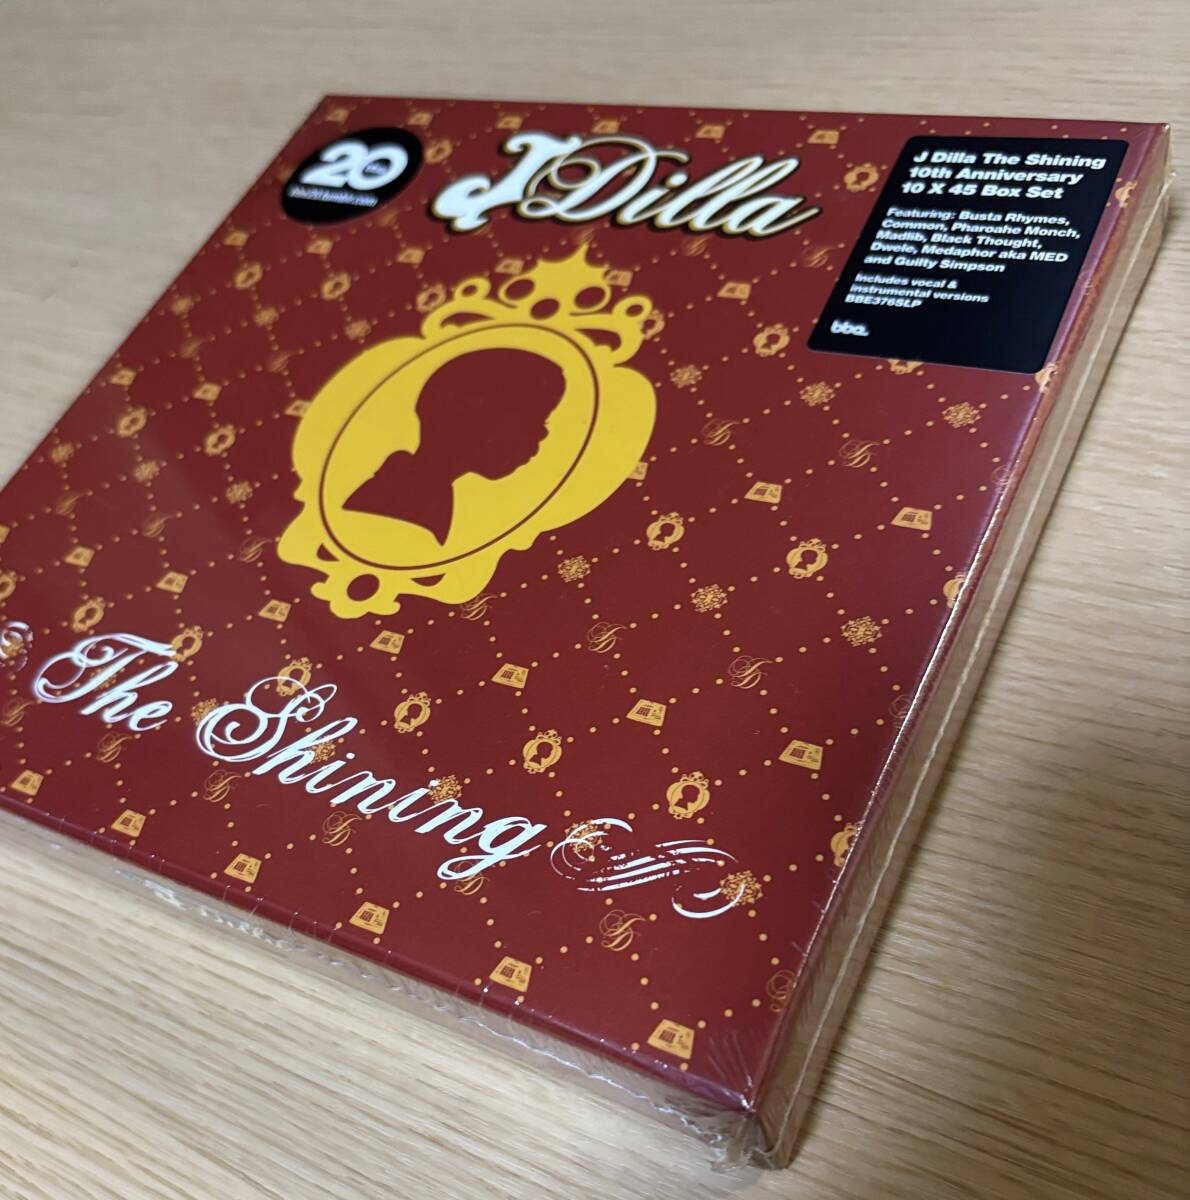 20
J Dilla
J Dilla The Shining
10th Anniversary
10 X 45 Box Set
Featuring: Busta Rhymes,
Common, Pharoahe Monch,
Madlib, Black Thought,
Dwele, Medaphor aka MED
and Guilty Simpson
Includes vocal &
instrumental versions
BBE376SLP
bbe.
The Shining